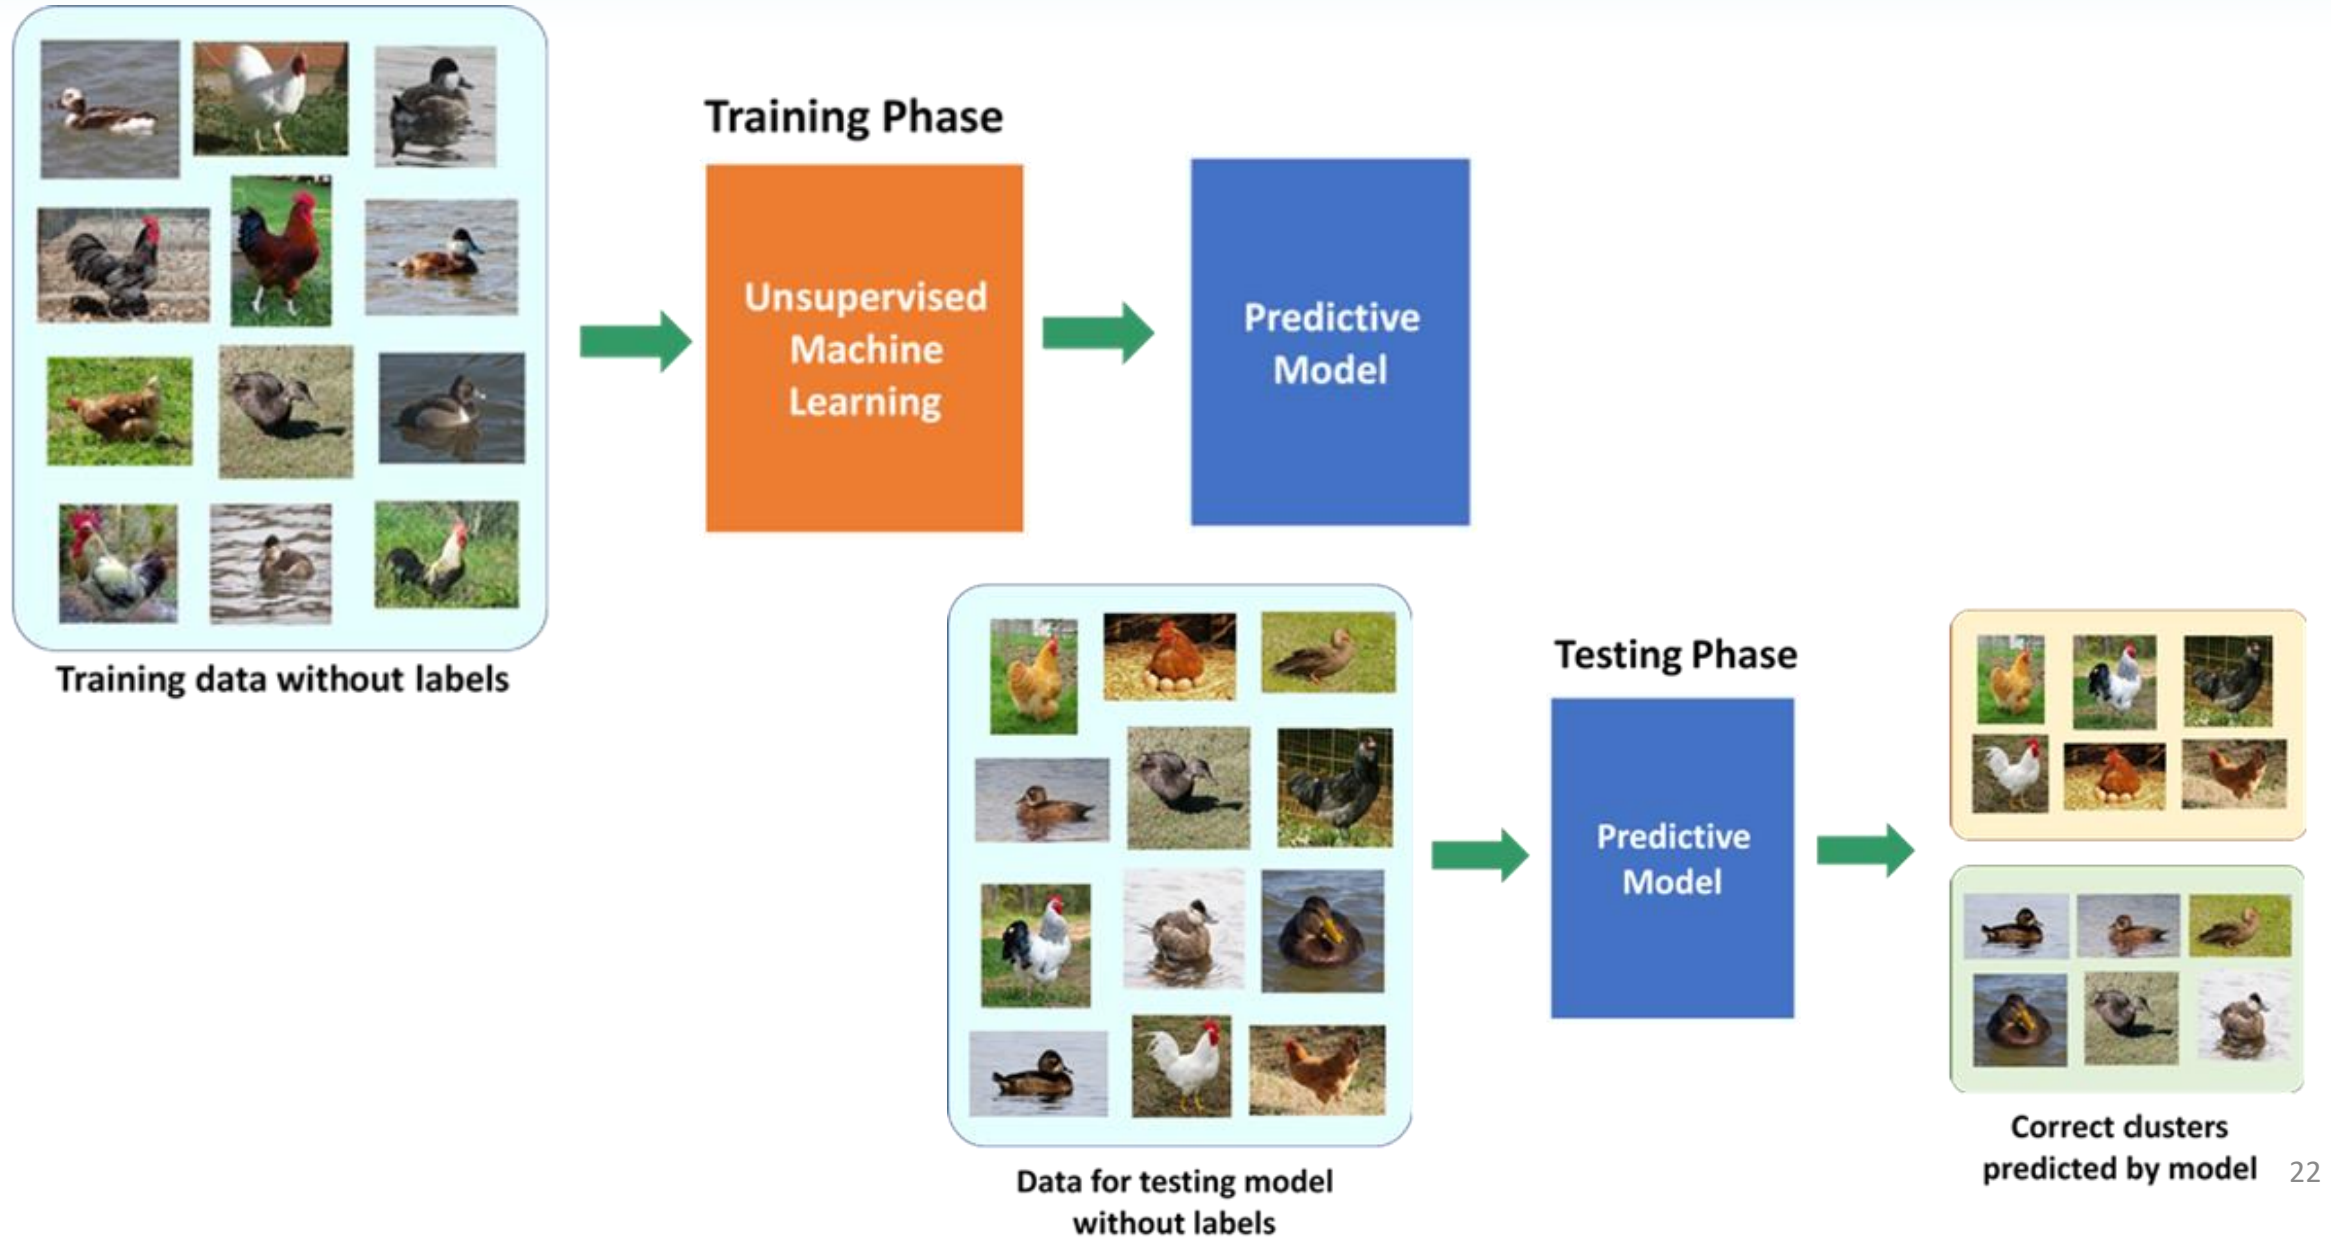 Training Phase
Unsupervised
Machine
Learning
Predictive
Model
Training data without labels
Testing Phase
Predictive
Model
Data for testing model
without labels
Correct clusters
predicted by model
22